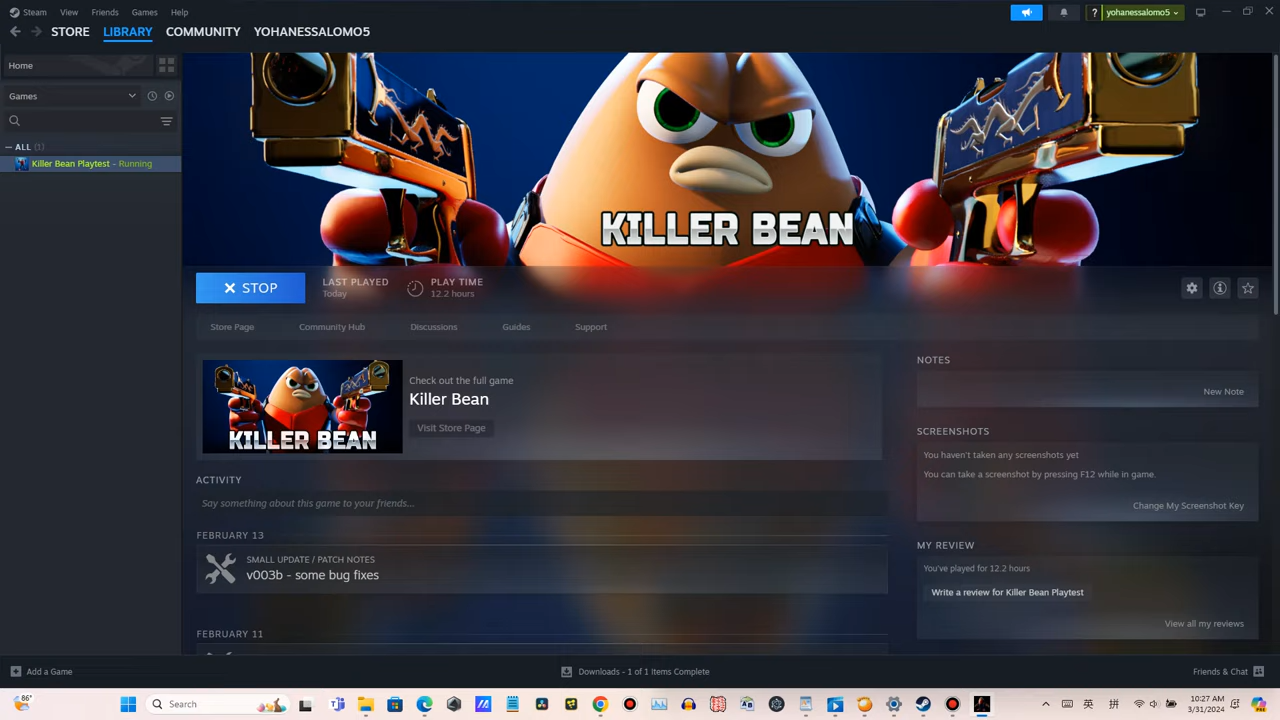 Steam View Friends Games Help
yohanessalomo5
STORE LIBRARY COMMUNITY YOHANESSALOMO5
Home
Games
ALL (1)
Killer Bean Playtest - Running
KILLER BEAN
STOP
LAST PLAYED
Today
PLAY TIME
12.2 hours
Store Page Community Hub Discussions Guides Support
KILLER BEAN
Check out the full game
Killer Bean
Visit Store Page
ACTIVITY
Say something about this game to your friends...
FEBRUARY 13
SMALL UPDATE / PATCH NOTES
v003b - some bug fixes
FEBRUARY 11
NOTES
New Note
SCREENSHOTS
You haven't taken any screenshots yet
You can take a screenshot by pressing F12 while in game.
Change My Screenshot Key
MY REVIEW
You've played for 12.2 hours
Write a review for Killer Bean Playtest
View all my reviews
Add a Game
Downloads - 1 of 1 Items Complete
Friends & Chat
86°
Search
英 拼
10:27 AM
3/31/2024